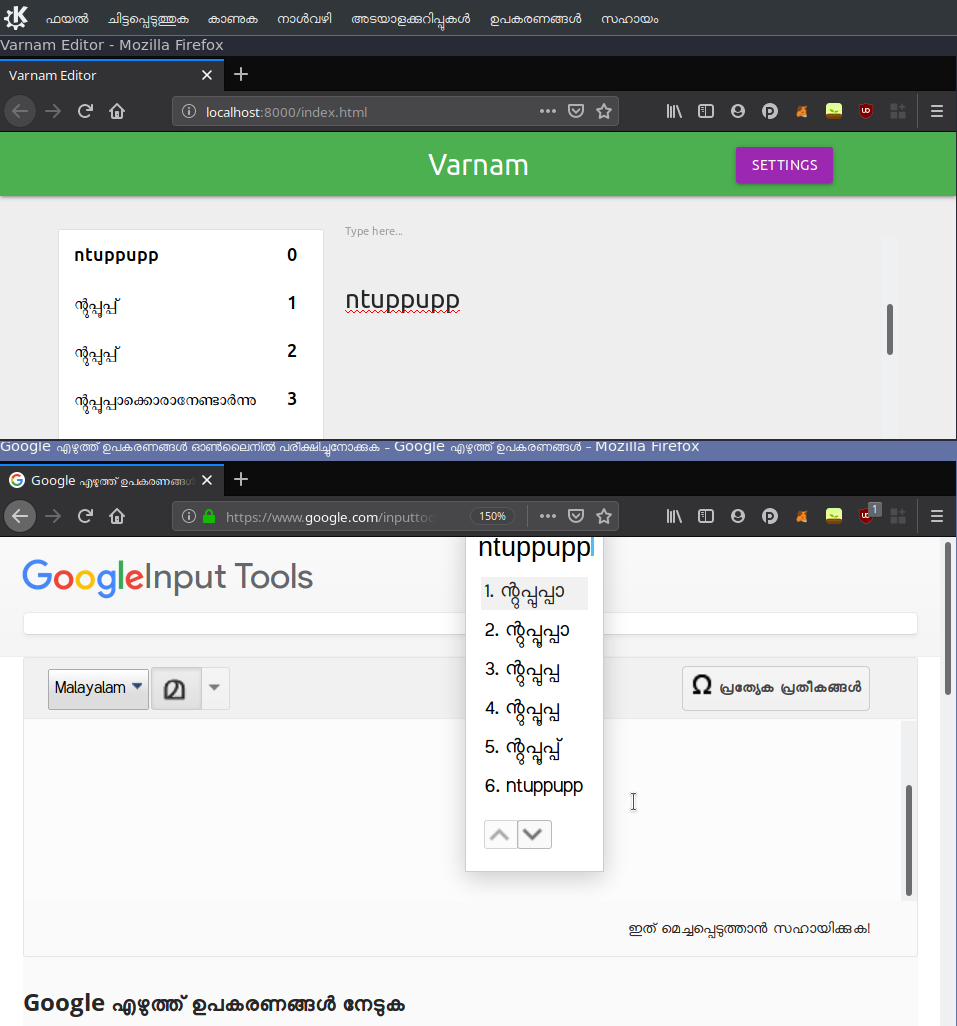 ഫയൽ ചിട്ടപ്പെടുത്തുക കാണുക നാൾവഴി അടയാളക്കുറിപ്പുകൾ ഉപകരണങ്ങൾ സഹായം
Varnam Editor - Mozilla Firefox
Varnam Editor
localhost:8000/index.html
Varnam
SETTINGS
Type here...
ntuppupp 0
ntuppupp
ന്റുപ്പൂപ്പ് 1
ന്റുപ്പുപ്പ് 2
ന്റുപ്പൂപ്പാക്കൊരാനേണ്ടാർന്നു 3
Google എഴുത്ത് ഉപകരണങ്ങൾ ഓൺലൈനിൽ പരീക്ഷിച്ചുനോക്കുക – Google എഴുത്ത് ഉപകരണങ്ങൾ – Mozilla Firefox
Google എഴുത്ത് ഉപകരണങ്ങൾ
https://www.google.com/inputtoo 150% 1
ntuppupp
Google Input Tools
1. ന്റുപ്പുപ്പാ
2. ന്റുപ്പൂപ്പാ
3. ന്റുപ്പുപ്പ
4. ന്റുപ്പൂപ്പ
5. ന്റുപ്പൂപ്പ്
6. ntuppupp
Malayalam മ
Ω പ്രത്യേക പ്രതീകങ്ങൾ
ഇത് മെച്ചപ്പെടുത്താൻ സഹായിക്കുക!
Google എഴുത്ത് ഉപകരണങ്ങൾ നേടുക